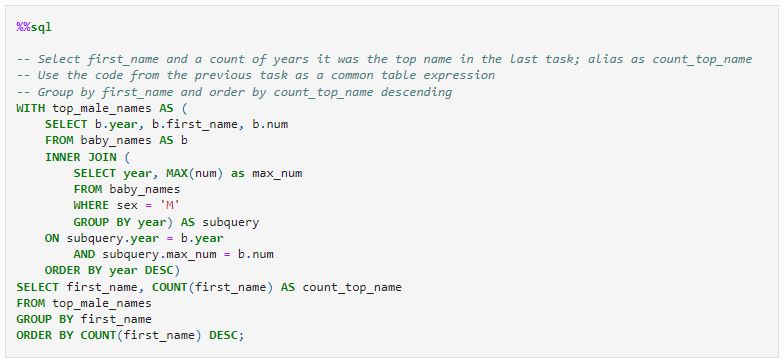 %%sql
-- Select first_name and a count of years it was the top name in the last task; alias as count_top_name
-- Use the code from the previous task as a common table expression
-- Group by first_name and order by count_top_name descending
WITH top_male_names AS (
    SELECT b.year, b.first_name, b.num
    FROM baby_names AS b
    INNER JOIN (
        SELECT year, MAX(num) as max_num
        FROM baby_names
        WHERE sex = 'M'
        GROUP BY year) AS subquery
    ON subquery.year = b.year
        AND subquery.max_num = b.num
    ORDER BY year DESC)
SELECT first_name, COUNT(first_name) AS count_top_name
FROM top_male_names
GROUP BY first_name
ORDER BY COUNT(first_name) DESC;